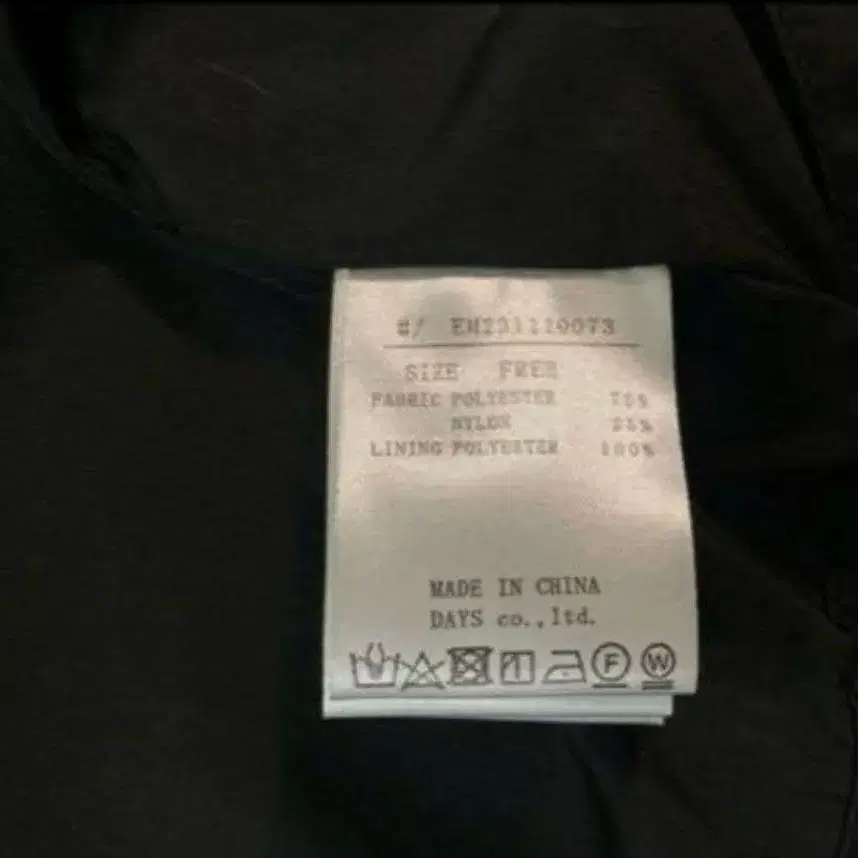 SIZE FREE
FABRIC POLYESTER
NYLON
LINING POLYESTER 100%
MADE IN CHINA
DAYS co.,ltd.
F W